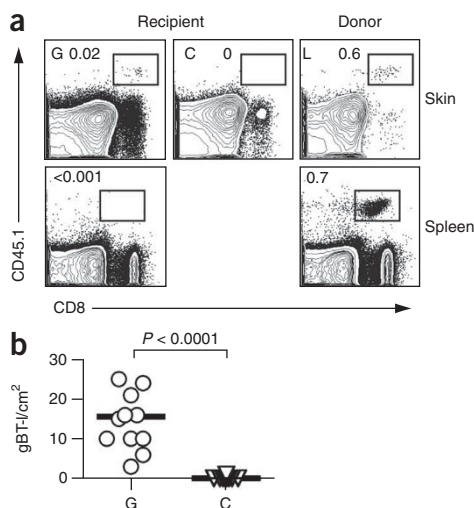 a
Recipient Donor
G 0.02 C 0 L 0.6
Skin
<0.001 0.7
Spleen
CD45.1
CD8
b
P < 0.0001
gBT-I/cm²
30
20
10
0
G C